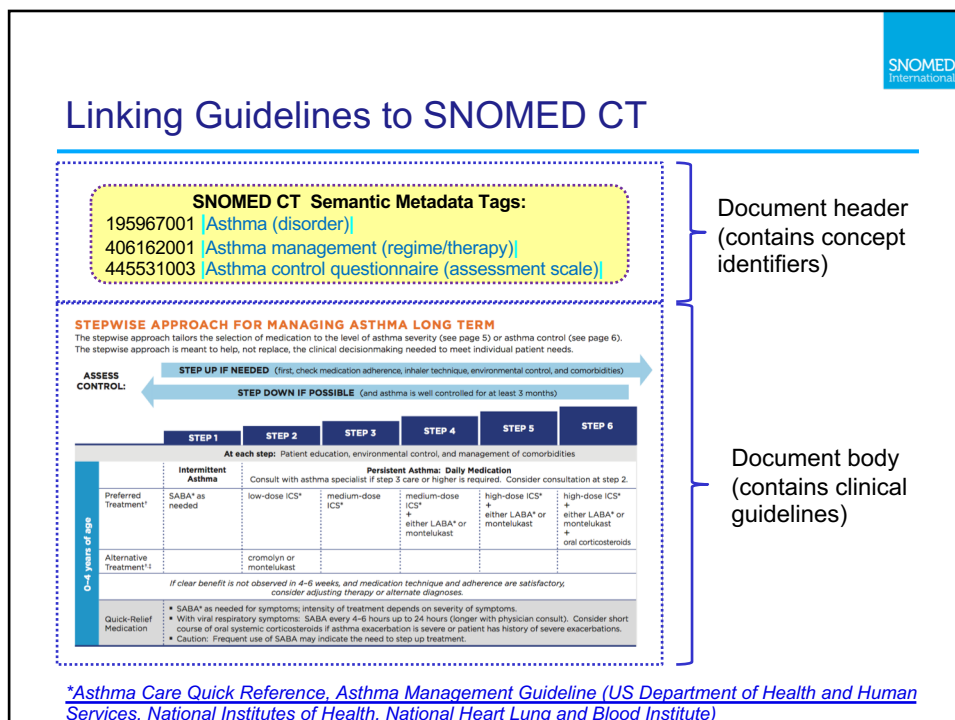 SNOMED
International
Linking Guidelines to SNOMED CT
SNOMED CT Semantic Metadata Tags:
195967001 |Asthma (disorder)|
406162001 |Asthma management (regime/therapy)|
445531003 |Asthma control questionnaire (assessment scale)|
Document header
(contains concept
identifiers)
STEPWISE APPROACH FOR MANAGING ASTHMA LONG TERM
The stepwise approach tailors the selection of medication to the level of asthma severity (see page 5) or asthma control (see page 6).
The stepwise approach is meant to help, not replace, the clinical decisionmaking needed to meet individual patient needs.
ASSESS
CONTROL:
STEP UP IF NEEDED (first, check medication adherence, inhaler technique, environmental control, and comorbidities)
STEP DOWN IF POSSIBLE (and asthma is well controlled for at least 3 months)
STEP 1 STEP 2 STEP 3 STEP 4 STEP 5 STEP 6
At each step: Patient education, environmental control, and management of comorbidities
0–4 years of age
Intermittent
Asthma
Persistent Asthma: Daily Medication
Consult with asthma specialist if step 3 care or higher is required. Consider consultation at step 2.
Preferred
Treatment†
SABA* as
needed
low-dose ICS*
medium-dose
ICS*
medium-dose
ICS*
+
either LABA* or
montelukast
high-dose ICS*
+
either LABA* or
montelukast
high-dose ICS*
+
either LABA* or
montelukast
+
oral corticosteroids
Alternative
Treatment†,‡
cromolyn or
montelukast
If clear benefit is not observed in 4–6 weeks, and medication technique and adherence are satisfactory,
consider adjusting therapy or alternate diagnoses.
Quick-Relief
Medication
• SABA* as needed for symptoms; intensity of treatment depends on severity of symptoms.
• With viral respiratory symptoms: SABA every 4–6 hours up to 24 hours (longer with physician consult). Consider short
course of oral systemic corticosteroids if asthma exacerbation is severe or patient has history of severe exacerbations.
• Caution: Frequent use of SABA may indicate the need to step up treatment.
Document body
(contains clinical
guidelines)
*Asthma Care Quick Reference, Asthma Management Guideline (US Department of Health and Human
Services, National Institutes of Health, National Heart Lung and Blood Institute)